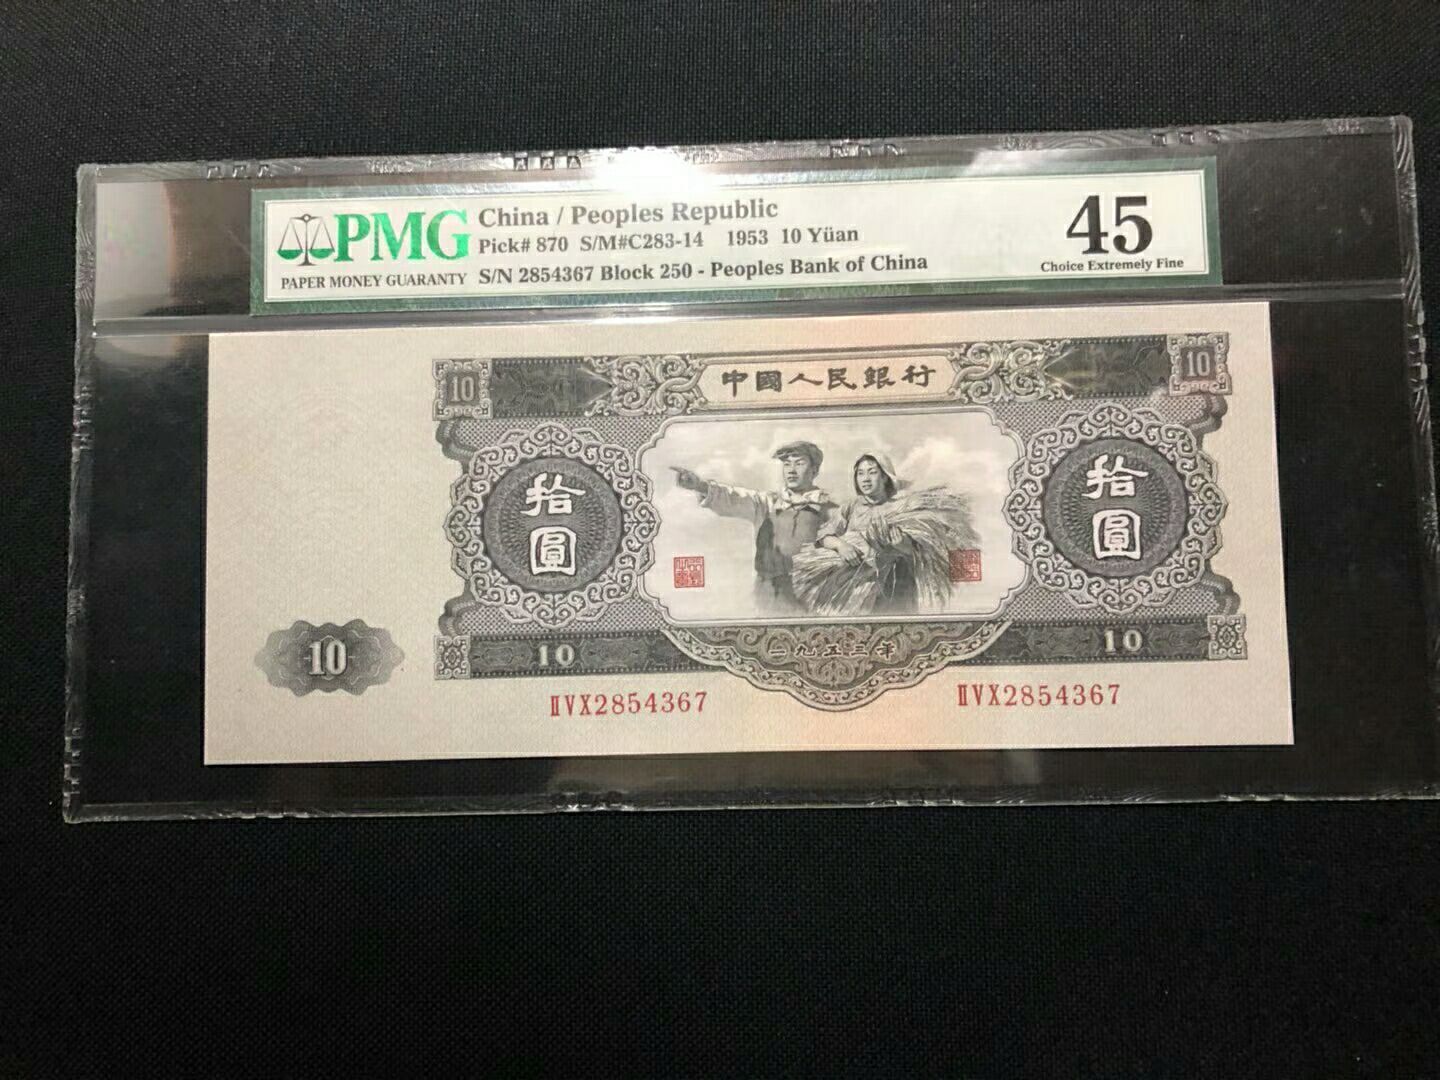 PMG
PAPER MONEY GUARANTY
China / Peoples Republic
Pick# 870 S/M#C283-14 1953 10 Yüan
S/N 2854367 Block 250 - Peoples Bank of China
45
Choice Extremely Fine
10
中國人民銀行
10
拾圓
拾圓
10
10
一九五三年
10
ⅡVX2854367
ⅡVX2854367